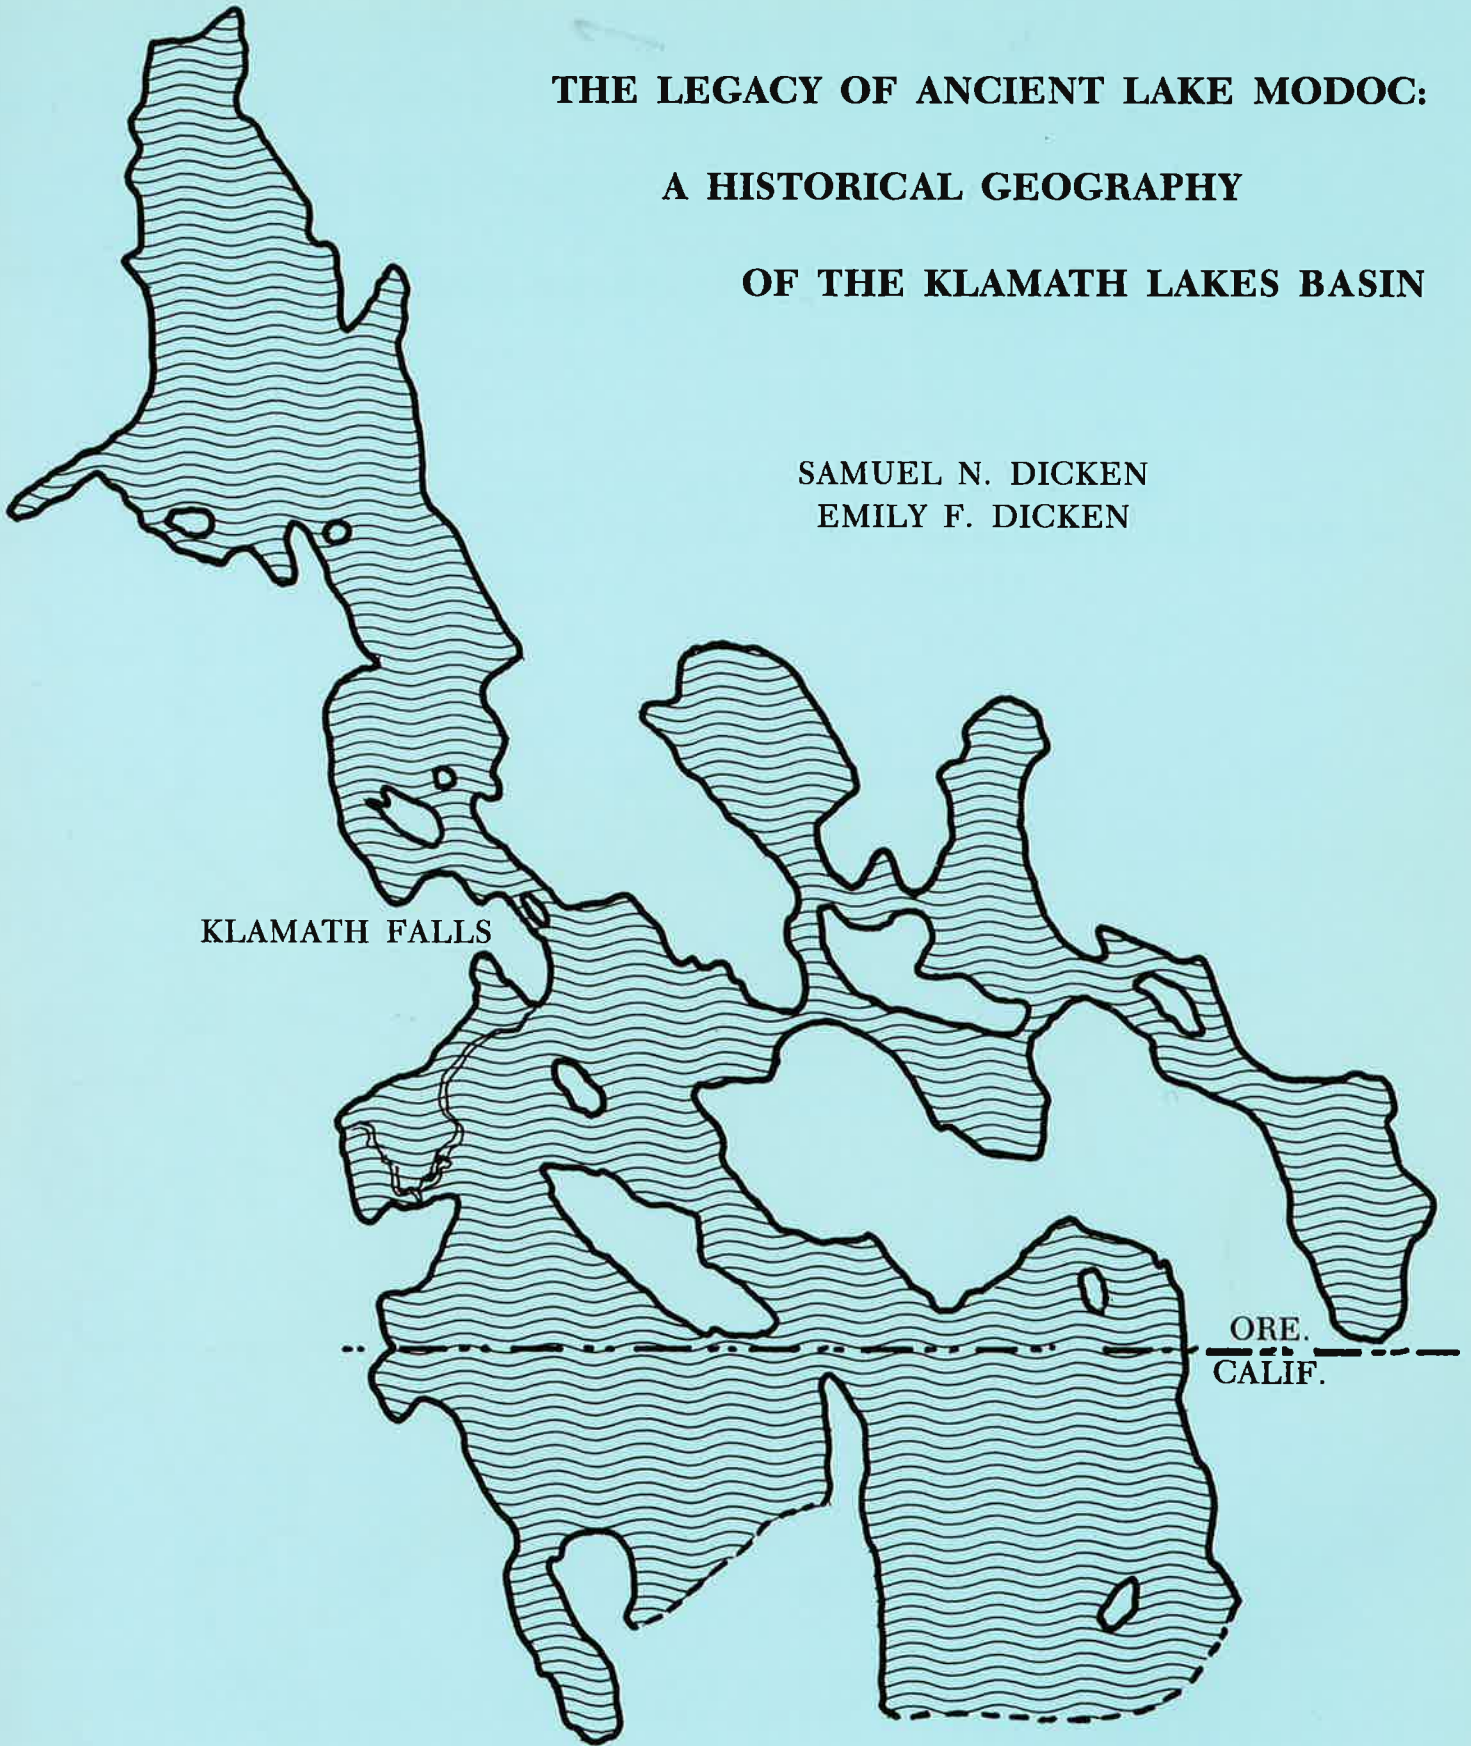 THE LEGACY OF ANCIENT LAKE MODOC:
A HISTORICAL GEOGRAPHY
OF THE KLAMATH LAKES BASIN
SAMUEL N. DICKEN
EMILY F. DICKEN
KLAMATH FALLS
ORE.
CALIF.